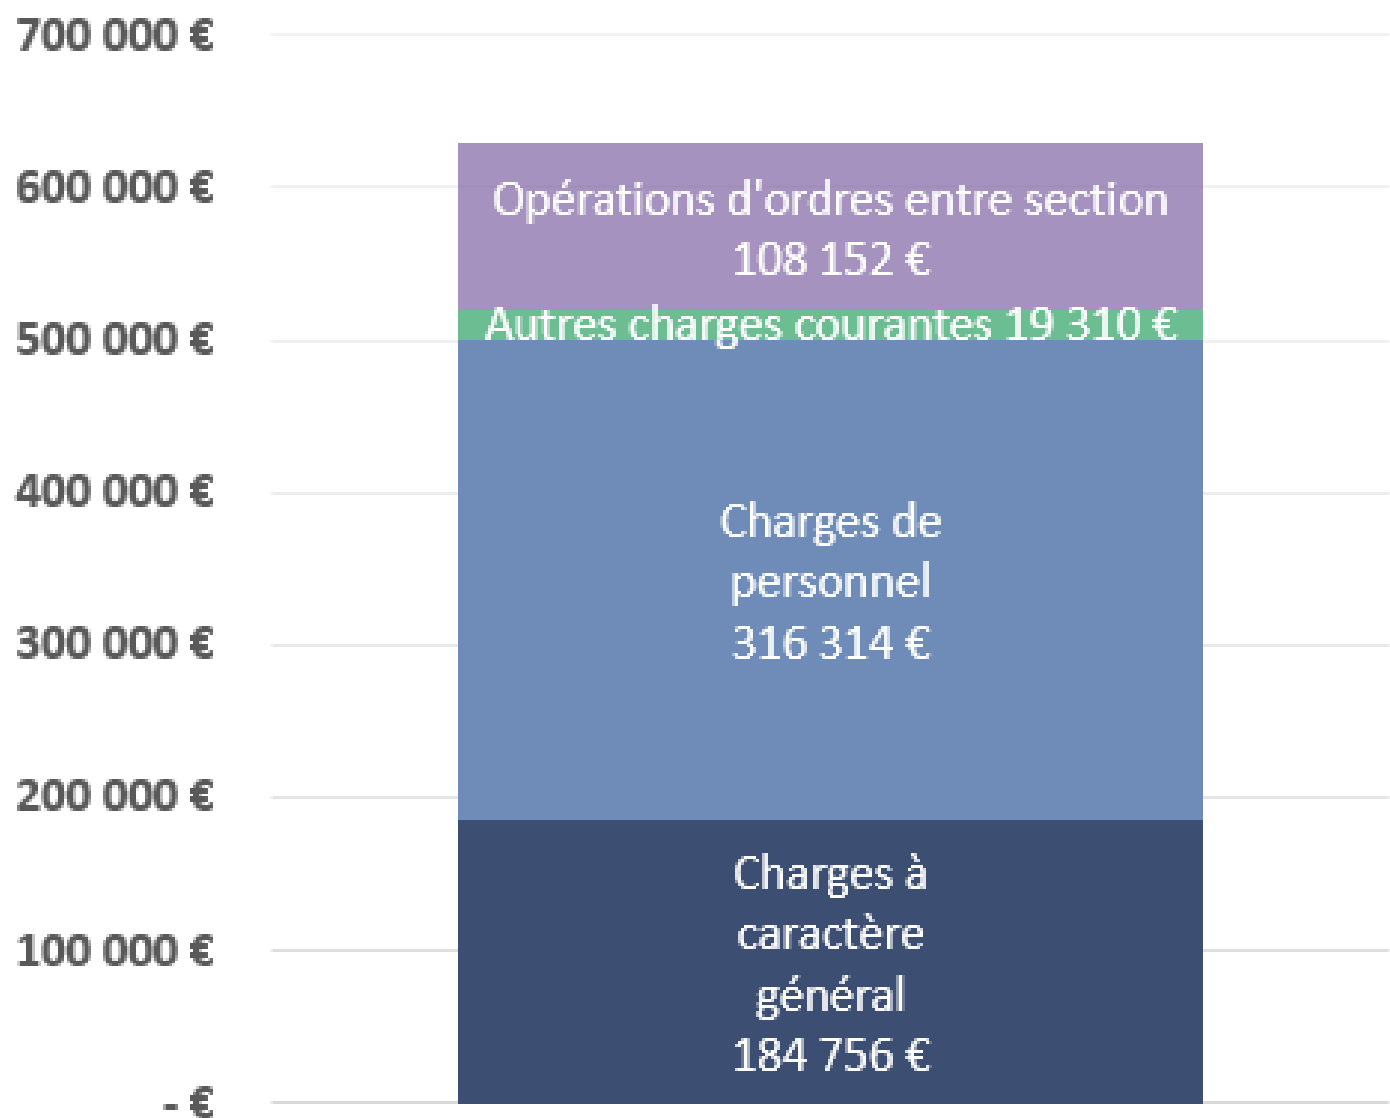 700 000 €
600 000 €
500 000 €
400 000 €
300 000 €
200 000 €
100 000 €
- €
Opérations d'ordres entre section
108 152 €
Autres charges courantes 19 310 €
Charges de
personnel
316 314 €
Charges à
caractère
général
184 756 €